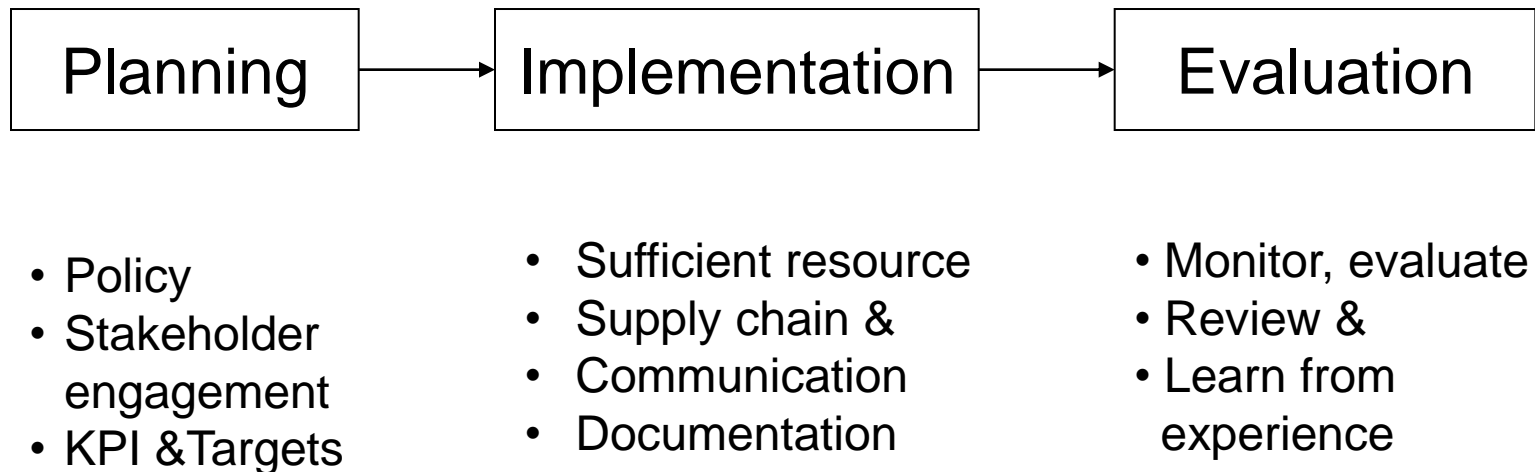 Planning
Implementation
Evaluation
• Policy
• Stakeholder
engagement
• KPI &Targets
• Sufficient resource
• Supply chain &
• Communication
• Documentation
• Monitor, evaluate
• Review &
• Learn from
experience